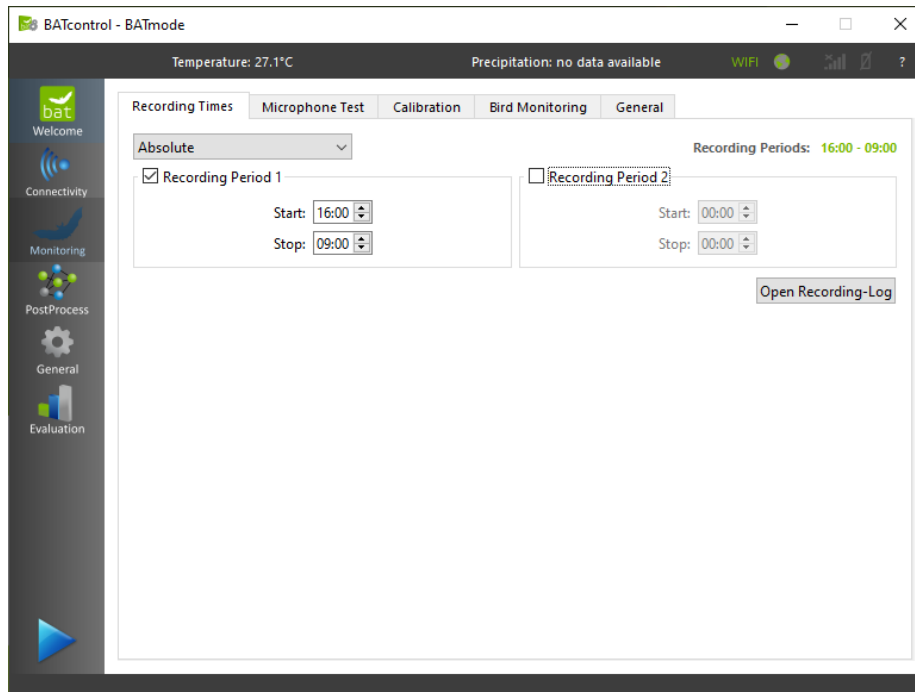 BATcontrol - BATmode
Temperature: 27.1°C Precipitation: no data available WIFI ?
bat
Welcome
Connectivity
Monitoring
PostProcess
General
Evaluation
Recording Times Microphone Test Calibration Bird Monitoring General
Absolute Recording Periods: 16:00 - 09:00
Recording Period 1 Recording Period 2
Start: 16:00 Start: 00:00
Stop: 09:00 Stop: 00:00
Open Recording-Log